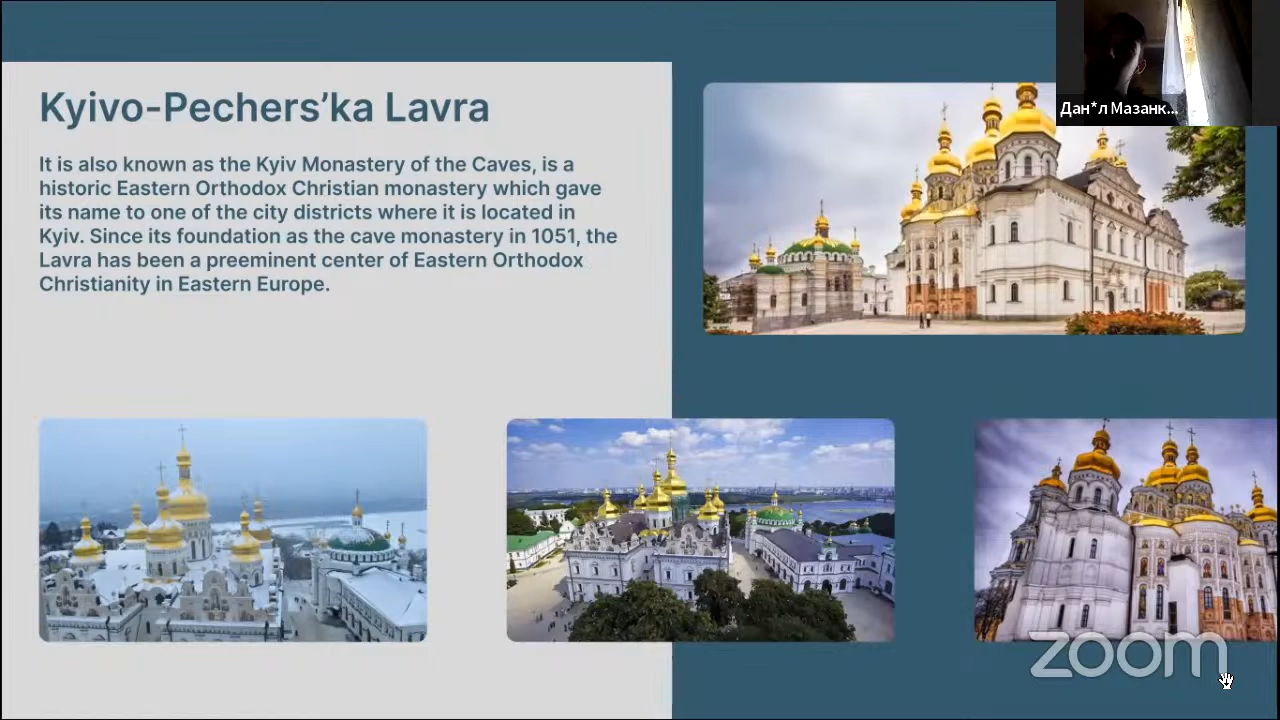 Kyivo-Pechers’ka Lavra
It is also known as the Kyiv Monastery of the Caves, is a
historic Eastern Orthodox Christian monastery which gave
its name to one of the city districts where it is located in
Kyiv. Since its foundation as the cave monastery in 1051, the
Lavra has been a preeminent center of Eastern Orthodox
Christianity in Eastern Europe.
Дан*л Мазанк...
zoom